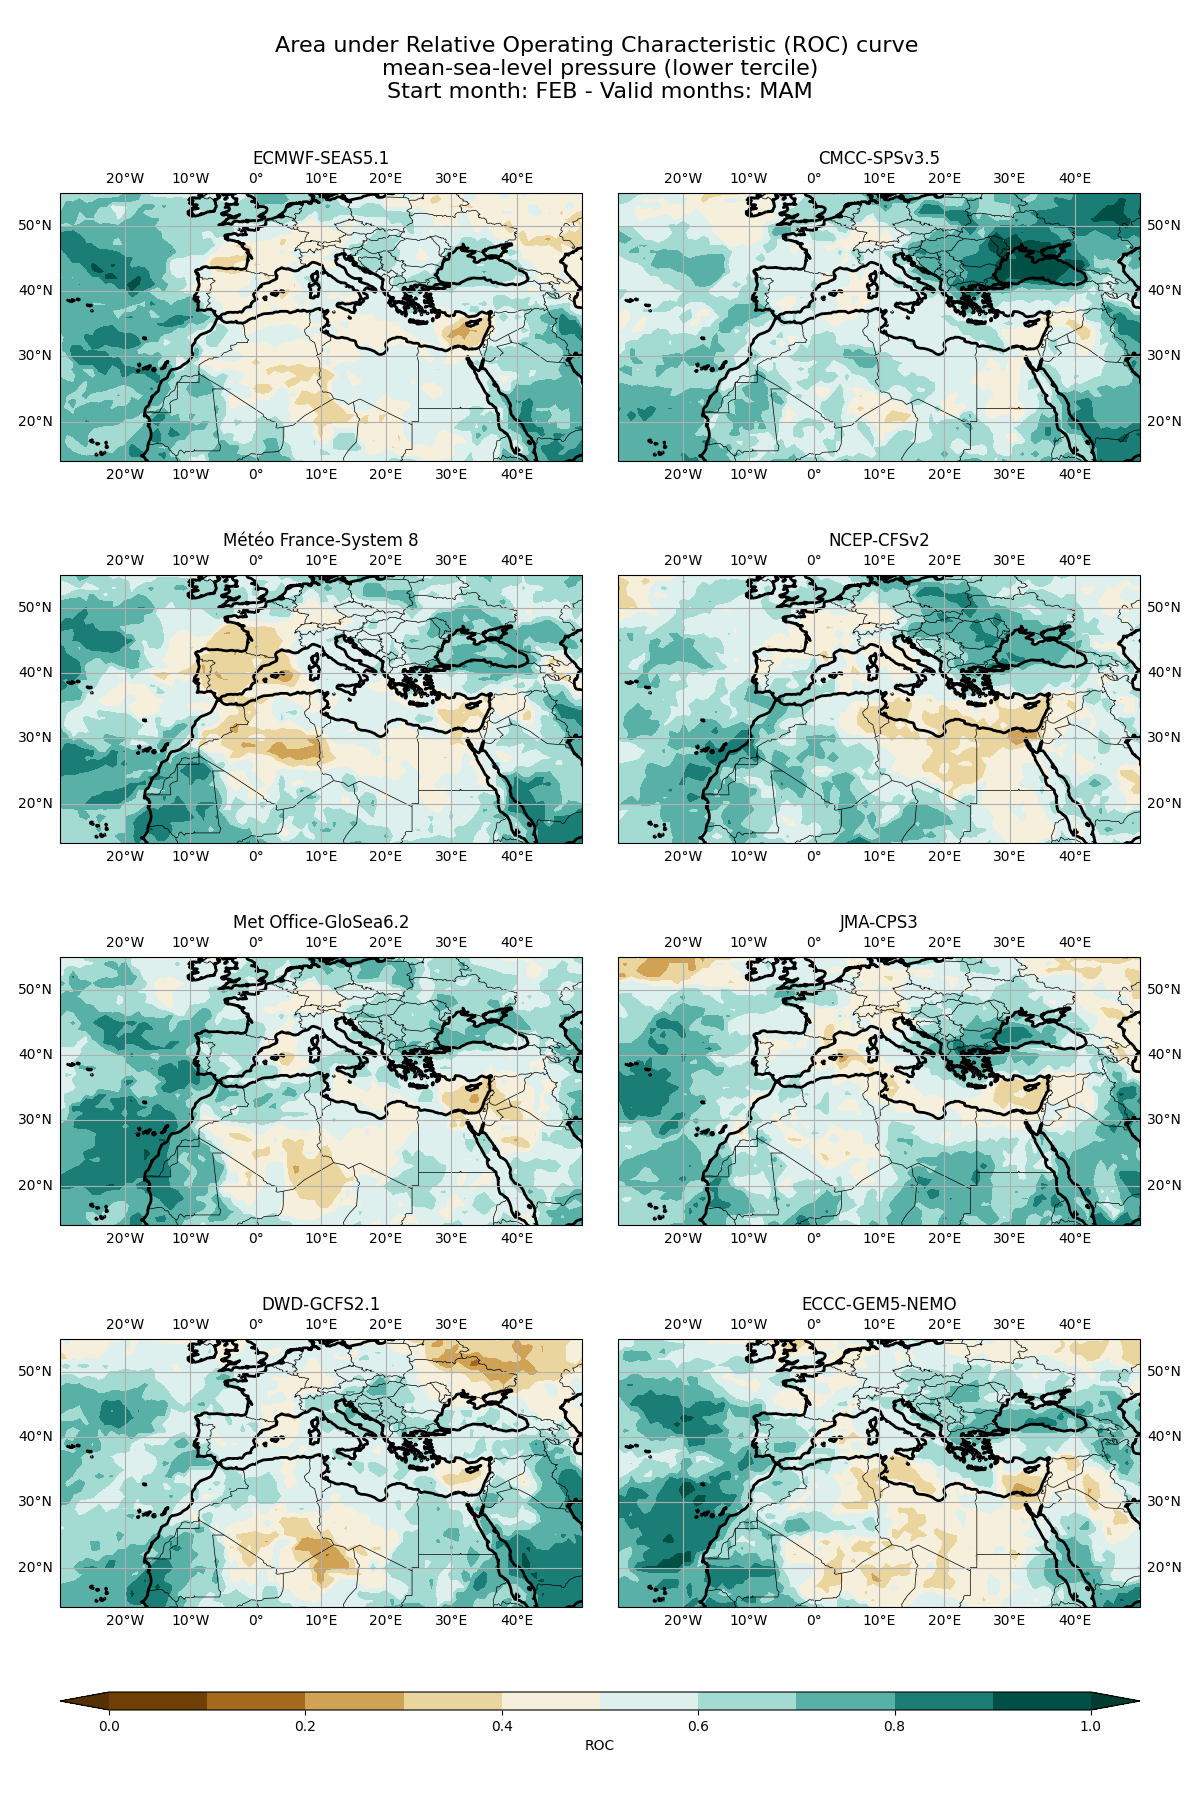 Area under Relative Operating Characteristic (ROC) curve
mean-sea-level pressure (lower tercile)
Start month: FEB - Valid months: MAM
ECMWF-SEAS5.1
20°W 10°W 0° 10°E 20°E 30°E 40°E
50°N
40°N
30°N
20°N
20°W 10°W 0° 10°E 20°E 30°E 40°E
CMCC-SPSv3.5
20°W 10°W 0° 10°E 20°E 30°E 40°E
50°N
40°N
30°N
20°N
20°W 10°W 0° 10°E 20°E 30°E 40°E
Météo France-System 8
20°W 10°W 0° 10°E 20°E 30°E 40°E
50°N
40°N
30°N
20°N
20°W 10°W 0° 10°E 20°E 30°E 40°E
NCEP-CFSv2
20°W 10°W 0° 10°E 20°E 30°E 40°E
50°N
40°N
30°N
20°N
20°W 10°W 0° 10°E 20°E 30°E 40°E
Met Office-GloSea6.2
20°W 10°W 0° 10°E 20°E 30°E 40°E
50°N
40°N
30°N
20°N
20°W 10°W 0° 10°E 20°E 30°E 40°E
JMA-CPS3
20°W 10°W 0° 10°E 20°E 30°E 40°E
50°N
40°N
30°N
20°N
20°W 10°W 0° 10°E 20°E 30°E 40°E
DWD-GCFS2.1
20°W 10°W 0° 10°E 20°E 30°E 40°E
50°N
40°N
30°N
20°N
20°W 10°W 0° 10°E 20°E 30°E 40°E
ECCC-GEM5-NEMO
20°W 10°W 0° 10°E 20°E 30°E 40°E
50°N
40°N
30°N
20°N
20°W 10°W 0° 10°E 20°E 30°E 40°E
0.0 0.2 0.4 0.6 0.8 1.0
ROC